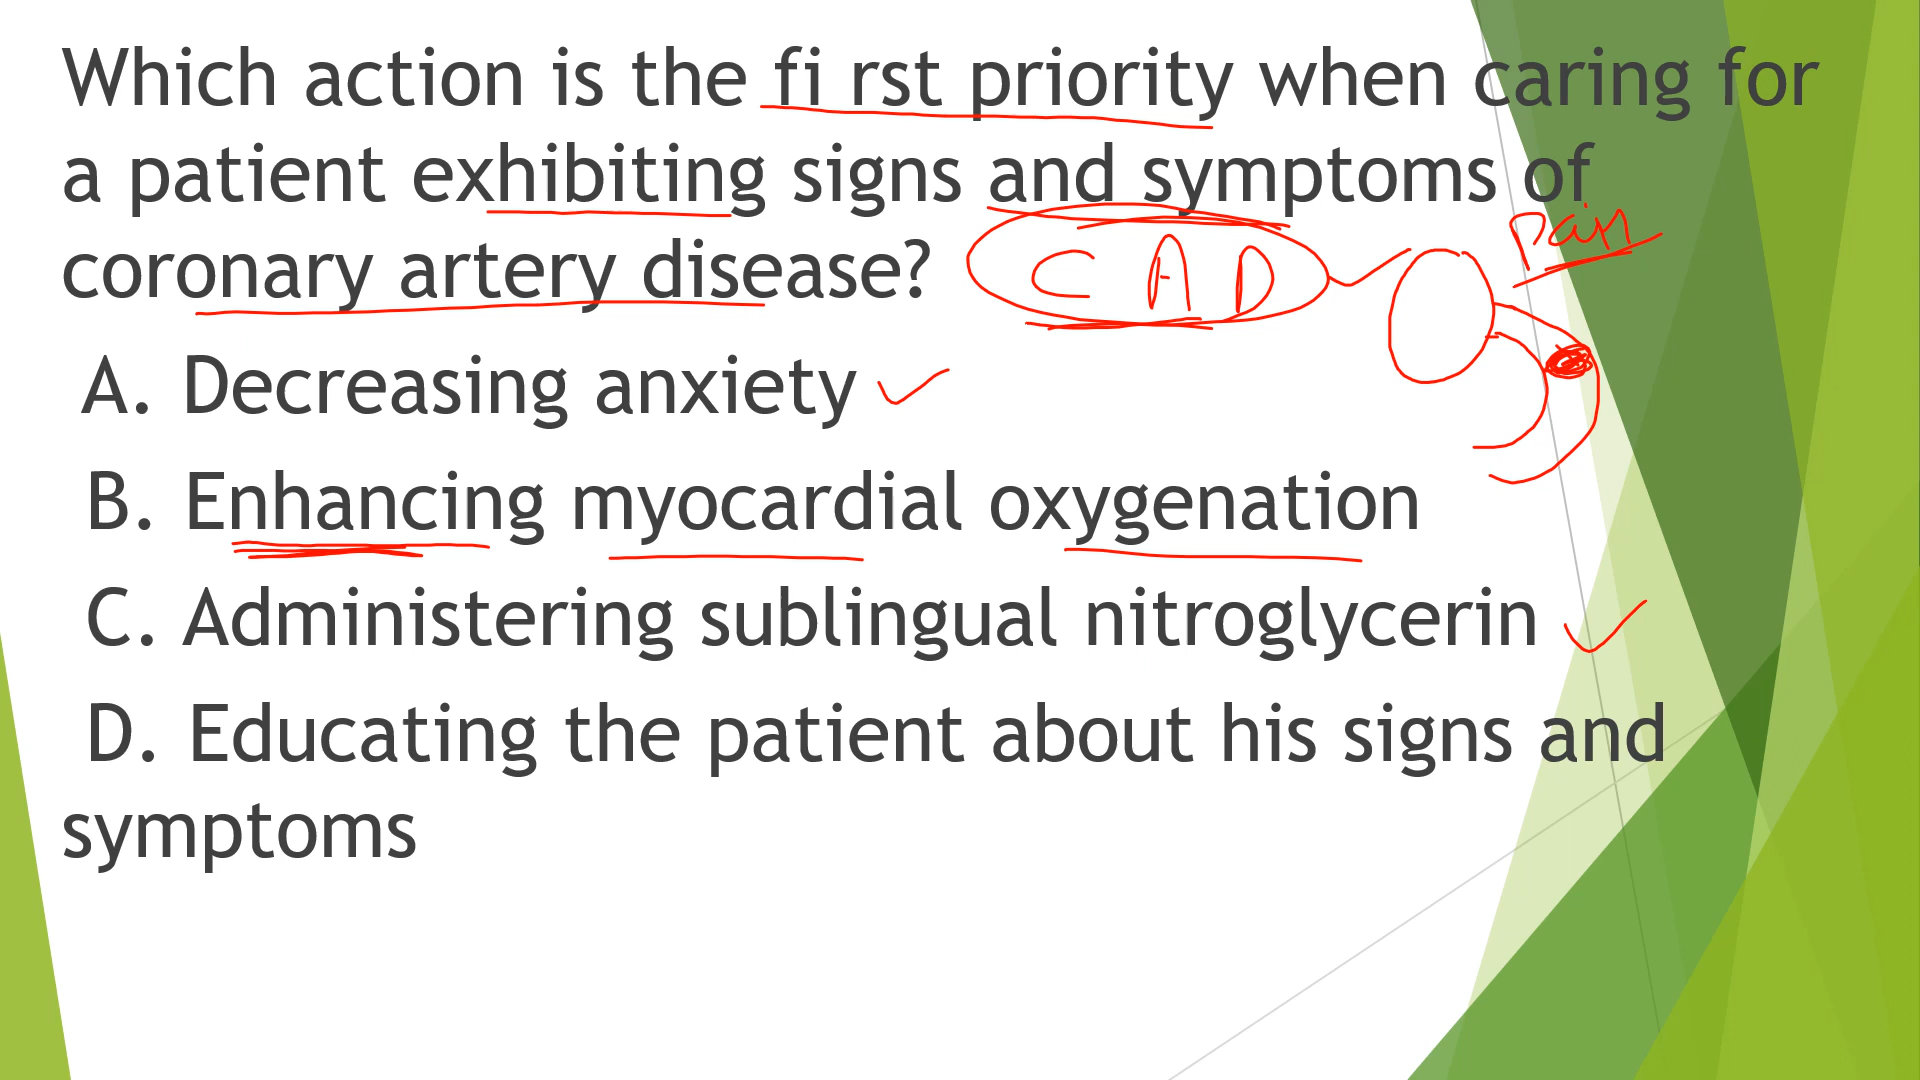 Which action is the fi rst priority when caring for
a patient exhibiting signs and symptoms of
coronary artery disease?
CAD
Pain
A. Decreasing anxiety
B. Enhancing myocardial oxygenation
C. Administering sublingual nitroglycerin
D. Educating the patient about his signs and
symptoms